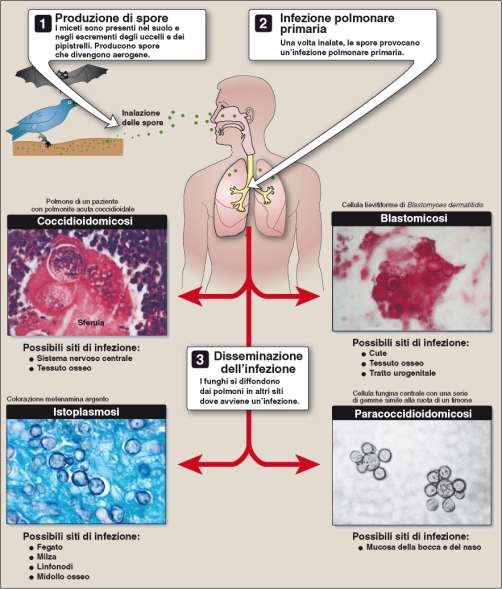 1 Produzione di spore
I miceti sono presenti nel suolo e
negli escrementi degli uccelli e dei
pipistrelli. Producono spore
che divengono aerogene.
2 Infezione polmonare
primaria
Una volta inalate, le spore provocano
un'infezione polmonare primaria.
Inalazione
delle spore
Polmone di un paziente
con polmonite acuta coccidioidale
Coccidioidomicosi
Sferula
Possibili siti di infezione:
● Sistema nervoso centrale
● Tessuto osseo
Cellula lievitiforme di Blastomyces dermatitidis
Blastomicosi
Possibili siti di infezione:
● Cute
● Tessuto osseo
● Tratto urogenitale
3 Disseminazione
dell'infezione
I funghi si diffondono
dai polmoni in altri siti
dove avviene un'infezione.
Colorazione metenamina argento
Istoplasmosi
Possibili siti di infezione:
● Fegato
● Milza
● Linfonodi
● Midollo osseo
Cellula fungina centrale con una serie
di gemme simile alla ruota di un timone
Paracoccidioidomicosi
Possibili siti di infezione:
● Mucosa della bocca e del naso